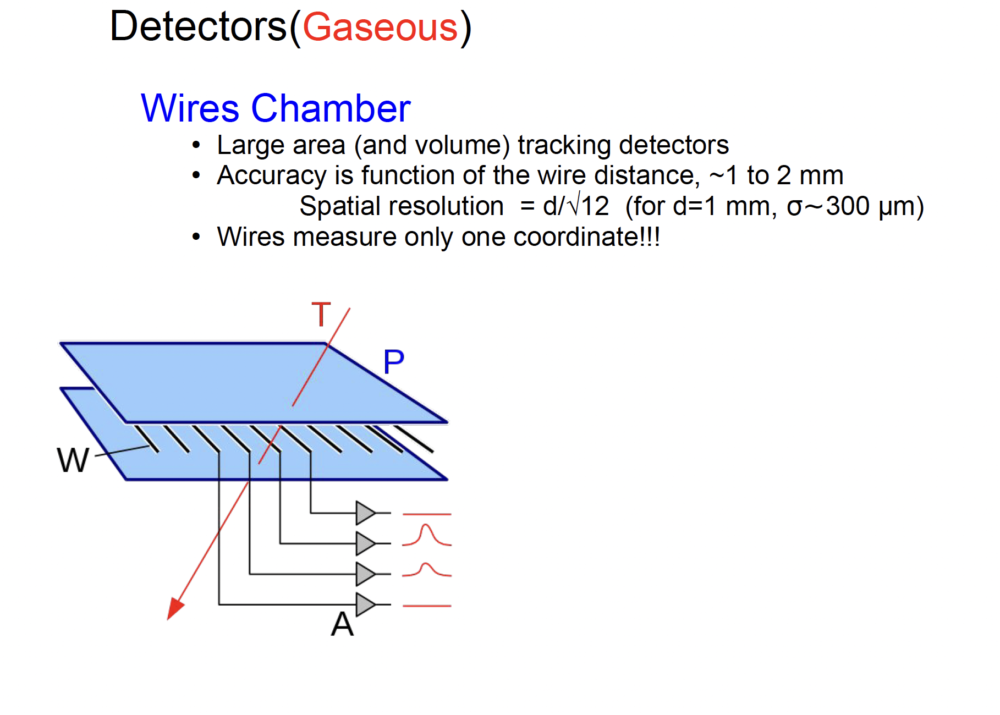 Detectors(Gaseous)
Wires Chamber
• Large area (and volume) tracking detectors
• Accuracy is function of the wire distance, ~1 to 2 mm
Spatial resolution = d/√12 (for d=1 mm, σ~300 µm)
• Wires measure only one coordinate!!!
T
P
W
A